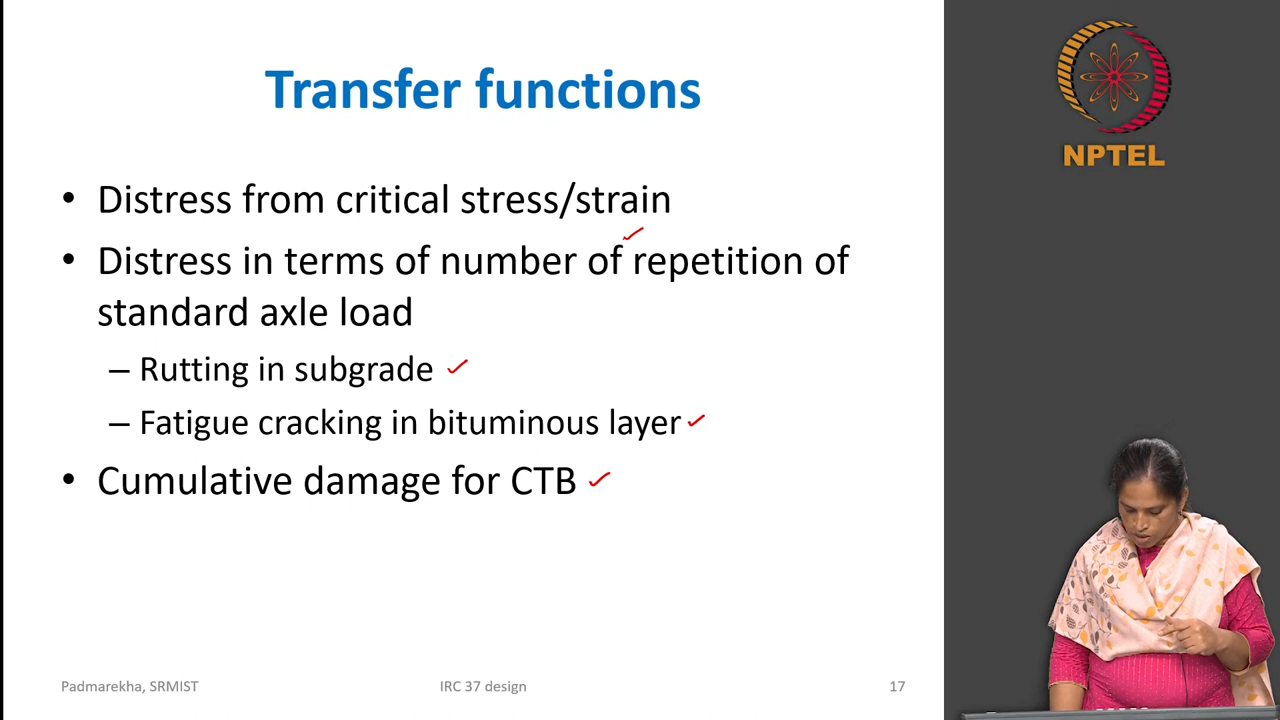 Transfer functions
• Distress from critical stress/strain
• Distress in terms of number of repetition of
standard axle load
– Rutting in subgrade
– Fatigue cracking in bituminous layer
• Cumulative damage for CTB
Padmarekha, SRMIST
IRC 37 design
17
NPTEL